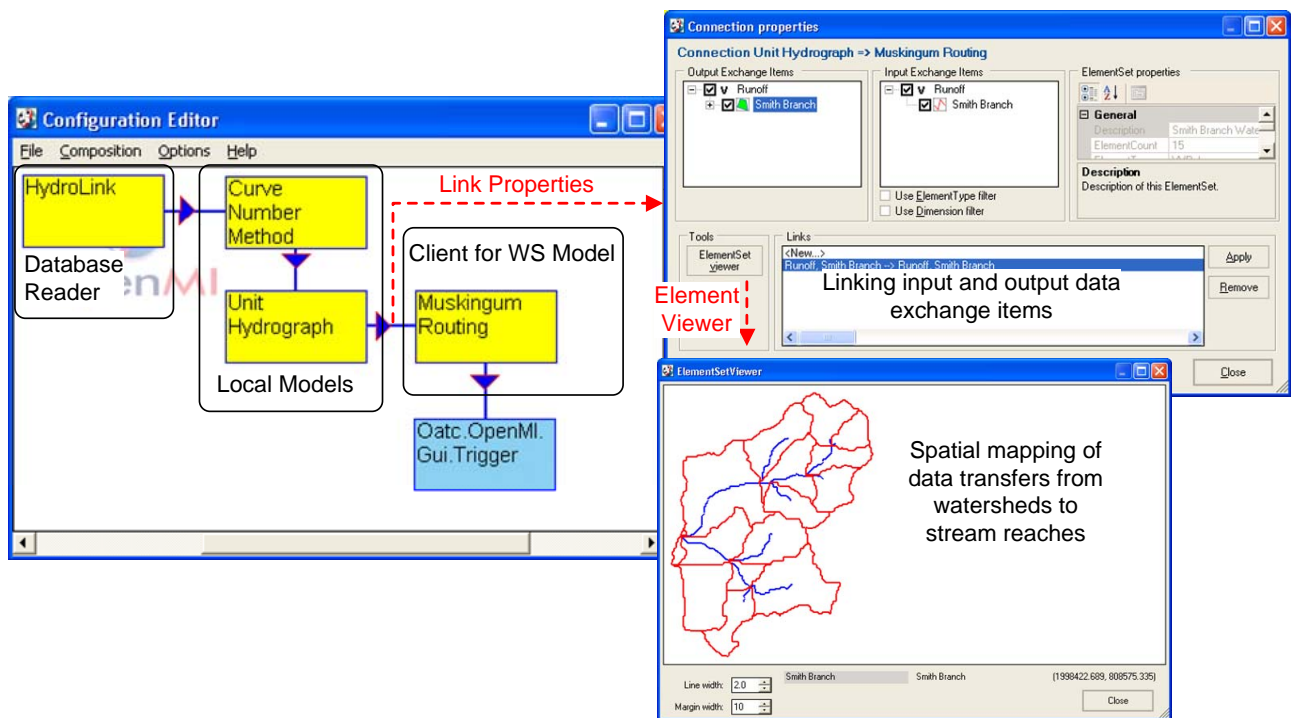 Configuration Editor
File Composition Options Help
HydroLink
Database
Reader
enMI
Curve
Number
Method
Unit
Hydrograph
Local Models
Link Properties
Client for WS Model
Muskingum
Routing
Oatc.OpenMI.
Gui.Trigger
Connection properties
Connection Unit Hydrograph => Muskingum Routing
Output Exchange Items
Runoff
Smith Branch
Input Exchange Items
Runoff
Smith Branch
Use ElementType filter
Use Dimension filter
ElementSet properties
General
Description Smith Branch Wate
ElementCount 15
Description
Description of this ElementSet.
Tools
ElementSet
viewer
Links
<New...>
Runoff, Smith Branch --> Runoff, Smith Branch
Linking input and output data
exchange items
Apply
Remove
Close
Element
Viewer
ElementSetViewer
Spatial mapping of
data transfers from
watersheds to
stream reaches
Line width: 2.0
Margin width: 10
Smith Branch
Smith Branch
(1998422.689, 808575.335)
Close